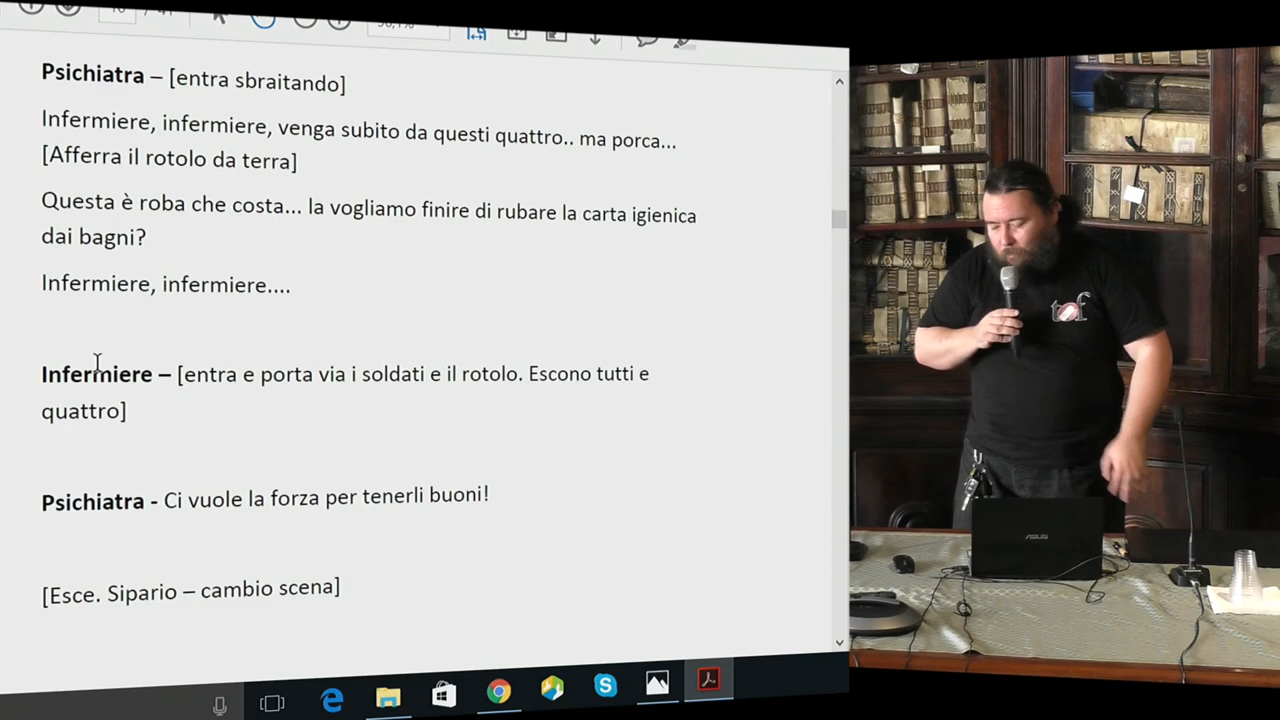 Psichiatra – [entra sbraitando]
Infermiere, infermiere, venga subito da questi quattro.. ma porca...
[Afferra il rotolo da terra]
Questa è roba che costa... la vogliamo finire di rubare la carta igienica
dai bagni?
Infermiere, infermiere....
Infermiere – [entra e porta via i soldati e il rotolo. Escono tutti e
quattro]
Psichiatra - Ci vuole la forza per tenerli buoni!
[Esce. Sipario – cambio scena]
ASUS